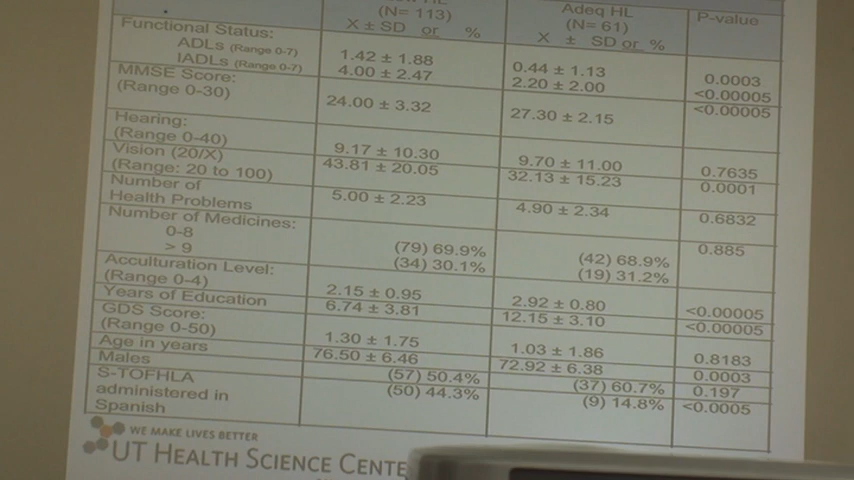 HL
(N= 113)
X ± SD or %
Adeq HL
(N= 61)
X ± SD or %
P-value
Functional Status:
ADLs (Range 0-7) 1.42 ± 1.88 0.44 ± 1.13 0.0003
IADLs (Range 0-7) 4.00 ± 2.47 2.20 ± 2.00 <0.00005
MMSE Score:
(Range 0-30) 24.00 ± 3.32 27.30 ± 2.15 <0.00005
Hearing:
(Range 0-40) 9.17 ± 10.30 9.70 ± 11.00 0.7635
Vision (20/X) 43.81 ± 20.05 32.13 ± 15.23 0.0001
(Range: 20 to 100)
Number of
Health Problems 5.00 ± 2.23 4.90 ± 2.34 0.6832
Number of Medicines: 0.885
0-8 (79) 69.9% (42) 68.9%
> 9 (34) 30.1% (19) 31.2%
Acculturation Level:
(Range 0-4) 2.15 ± 0.95 2.92 ± 0.80 <0.00005
Years of Education 6.74 ± 3.81 12.15 ± 3.10 <0.00005
GDS Score:
(Range 0-50) 1.30 ± 1.75 1.03 ± 1.86 0.8183
Age in years 76.50 ± 6.46 72.92 ± 6.38 0.0003
Males (57) 50.4% (37) 60.7% 0.197
S-TOFHLA (50) 44.3% (9) 14.8% <0.0005
administered in
Spanish
WE MAKE LIVES BETTER
UT HEALTH SCIENCE CENTE